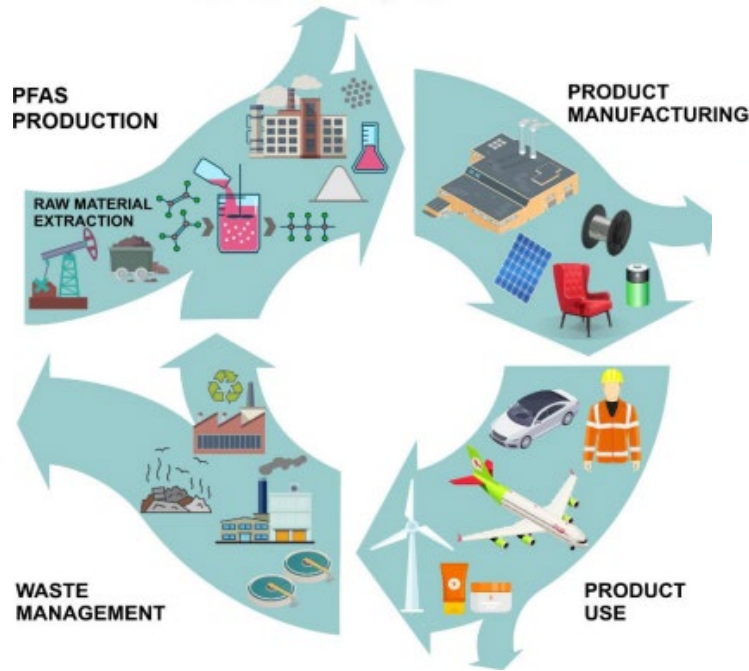 PFAS
PRODUCTION
RAW MATERIAL
EXTRACTION
PRODUCT
MANUFACTURING
WASTE
MANAGEMENT
PRODUCT
USE